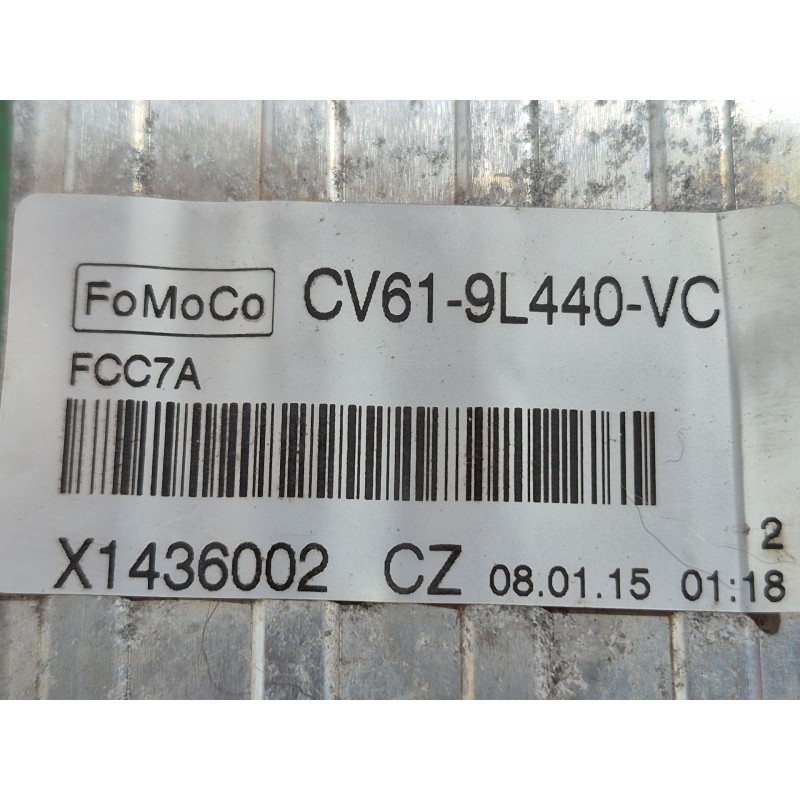 FoMoCo CV61-9L440-VC
FCC7A
2
X1436002 CZ 08.01.15 01:18